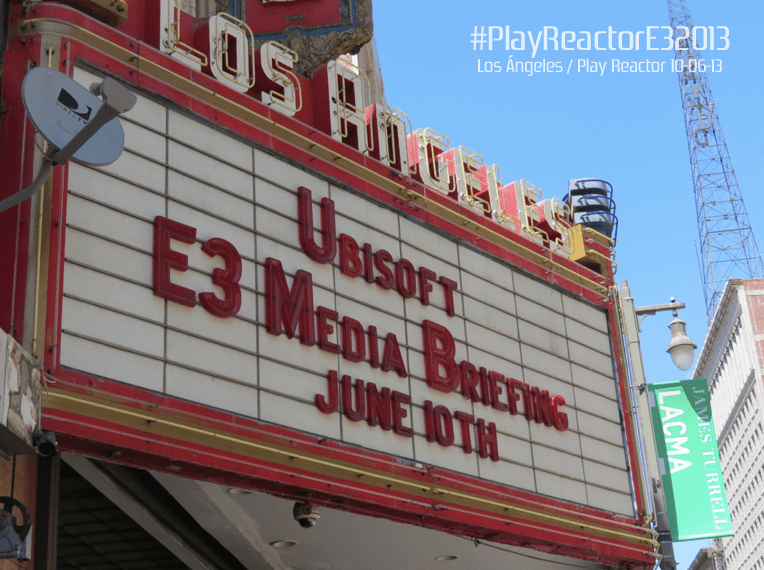 #PlayReactorE32013
Los Ángeles / Play Reactor 10-06-13
LOS ANGELES
DIRECTV
UBISOFT
E3 MEDIA BRIEFING
JUNE 10TH
LACMA
JAMES TURRELL